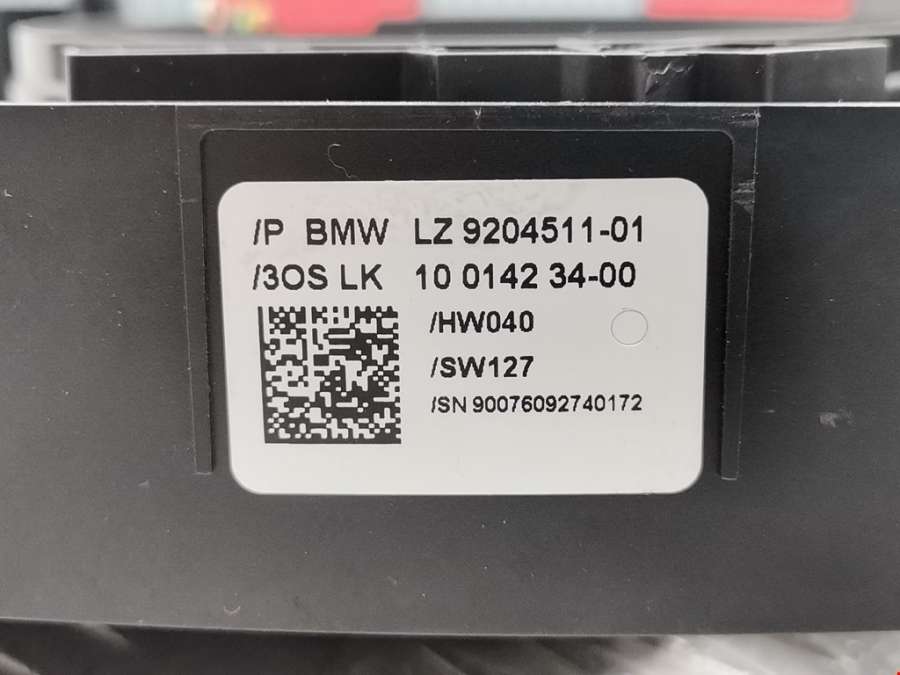 /P BMW LZ 9204511-01
/3OS LK 10 0142 34-00
/HW040
/SW127
/SN 90076092740172